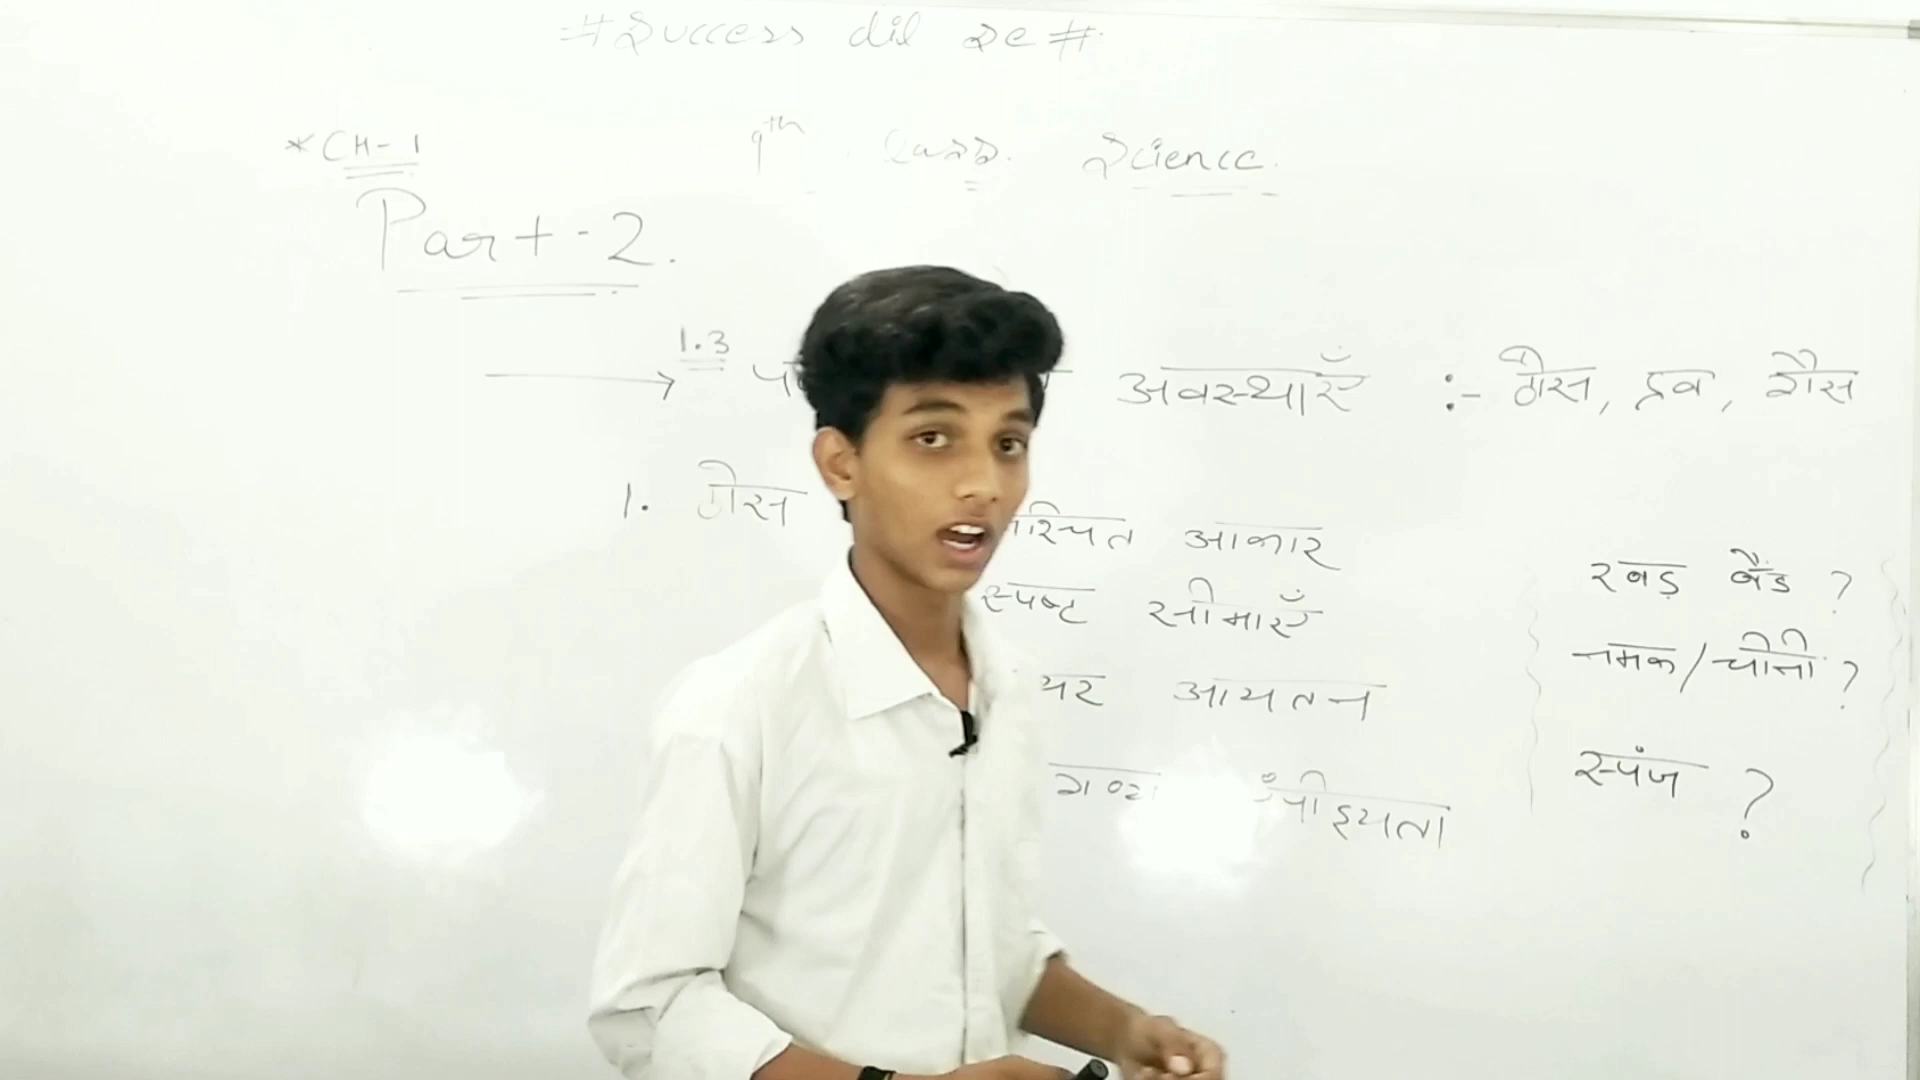 # Success dil se #
* CH-1 9th Class. Science.
Part-2.
1.3 अवस्थाएँ :- ठोस, द्रव, गैस
1. ठोस आकार
स्पष्ट सीमाएँ
आयतन
रबड़ बैंड ?
नमक/चीनी ?
स्पंज ?